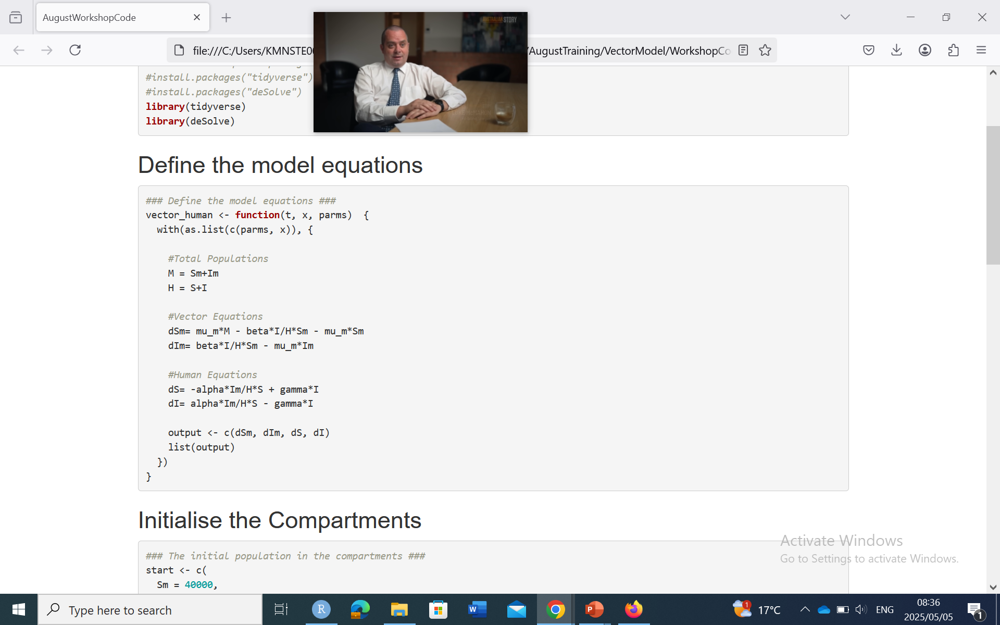 AugustWorkshopCode
file:///C:/Users/KMNSTE0
/AugustTraining/VectorModel/WorkshopCo
AUSTRALIAN STORY
#install.packages("tidyverse")
#install.packages("deSolve")
library(tidyverse)
library(deSolve)
Define the model equations
### Define the model equations ###
vector_human <- function(t, x, parms)  {
with(as.list(c(parms, x)), {
#Total Populations
M = Sm+Im
H = S+I
#Vector Equations
dSm= mu_m*M - beta*I/H*Sm - mu_m*Sm
dIm= beta*I/H*Sm - mu_m*Im
#Human Equations
dS= -alpha*Im/H*S + gamma*I
dI= alpha*Im/H*S - gamma*I
output <- c(dSm, dIm, dS, dI)
list(output)
})
}
Initialise the Compartments
### The initial population in the compartments ###
start <- c(
Sm = 40000,
Activate Windows
Go to Settings to activate Windows.
Type here to search
R
W
P
1
17°C
ENG
08:36
2025/05/05
1